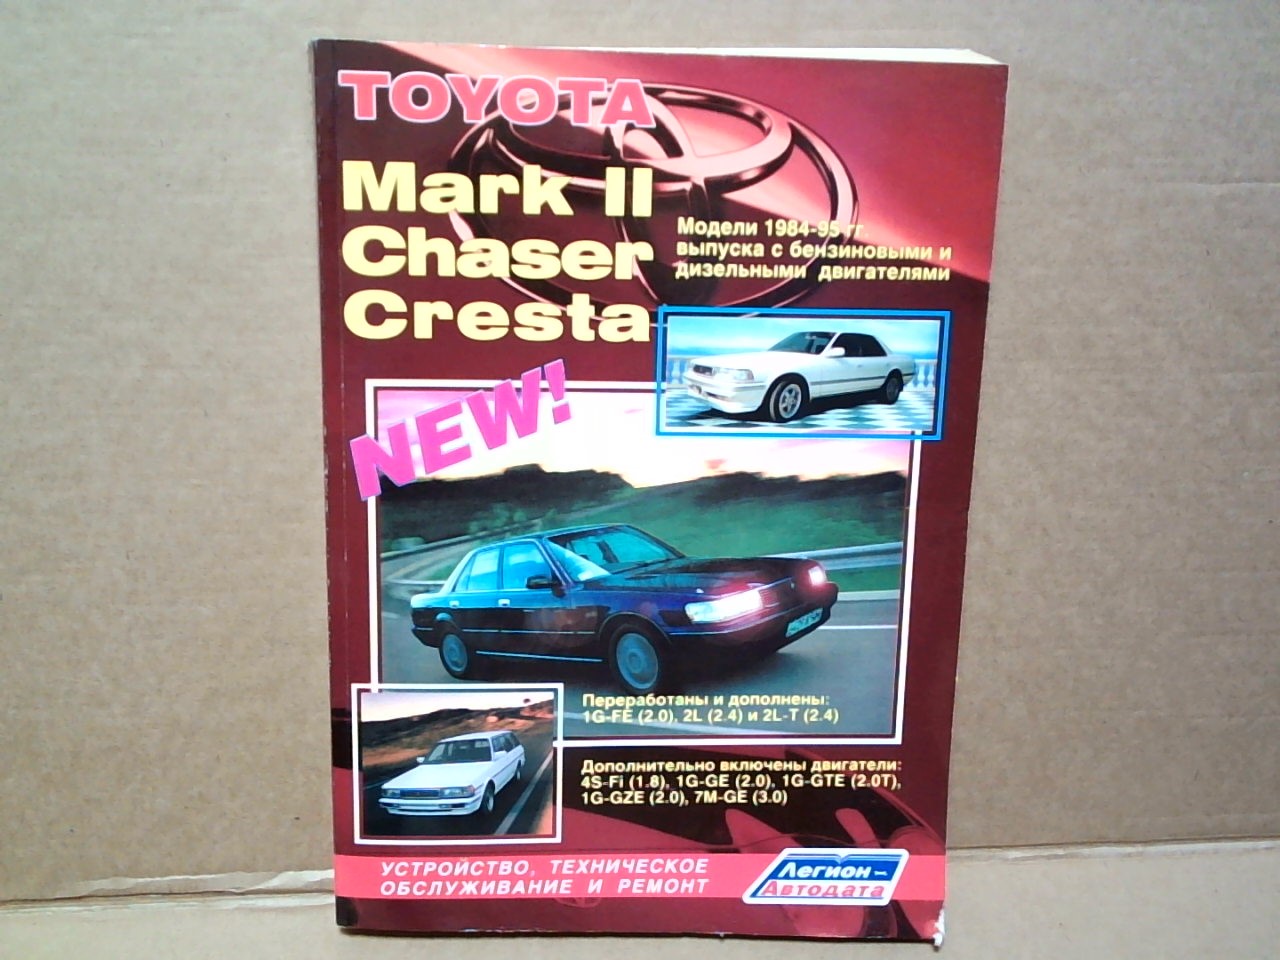 TOYOTA
Mark II
Chaser
Cresta
Модели 1984-95 гг.
выпуска с бензиновыми и
дизельными двигателями
NEW!
Переработаны и дополнены:
1G-FE (2.0), 2L (2.4) и 2L-T (2.4)
Дополнительно включены двигатели:
4S-Fi (1.8), 1G-GE (2.0), 1G-GTE (2.0T),
1G-GZE (2.0), 7M-GE (3.0)
УСТРОЙСТВО, ТЕХНИЧЕСКОЕ
ОБСЛУЖИВАНИЕ И РЕМОНТ
Легион-
Автодата